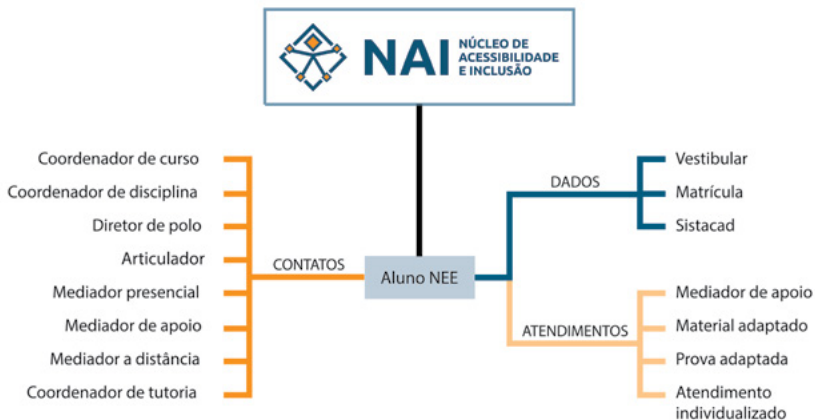 NAI
NÚCLEO DE
ACESSIBILIDADE
E INCLUSÃO
Coordenador de curso
Coordenador de disciplina
Diretor de polo
Articulador
Mediador presencial
Mediador de apoio
Mediador a distância
Coordenador de tutoria
CONTATOS
Aluno NEE
DADOS
Vestibular
Matrícula
Sistacad
ATENDIMENTOS
Mediador de apoio
Material adaptado
Prova adaptada
Atendimento
individualizado